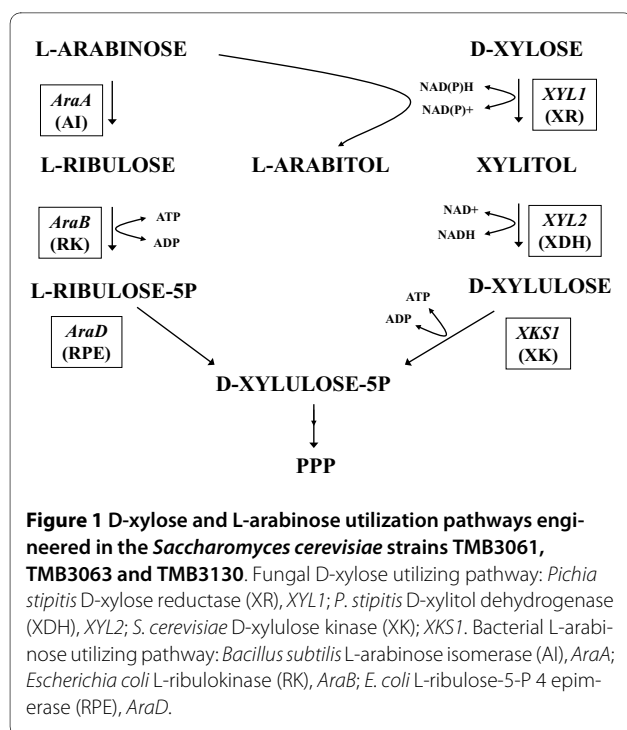 L-ARABINOSE
D-XYLOSE
AraA
(AI)
NAD(P)H
NAD(P)+
XYL1
(XR)
L-RIBULOSE
L-ARABITOL
XYLITOL
AraB
(RK)
ATP
ADP
NAD+
NADH
XYL2
(XDH)
L-RIBULOSE-5P
D-XYLULOSE
AraD
(RPE)
ATP
ADP
XKS1
(XK)
D-XYLULOSE-5P
PPP
Figure 1 D-xylose and L-arabinose utilization pathways engi-
neered in the Saccharomyces cerevisiae strains TMB3061,
TMB3063 and TMB3130. Fungal D-xylose utilizing pathway: Pichia
stipitis D-xylose reductase (XR), XYL1; P. stipitis D-xylitol dehydrogenase
(XDH), XYL2; S. cerevisiae D-xylulose kinase (XK); XKS1. Bacterial L-arabi-
nose utilizing pathway: Bacillus subtilis L-arabinose isomerase (AI), AraA;
Escherichia coli L-ribulokinase (RK), AraB; E. coli L-ribulose-5-P 4 epim-
erase (RPE), AraD.